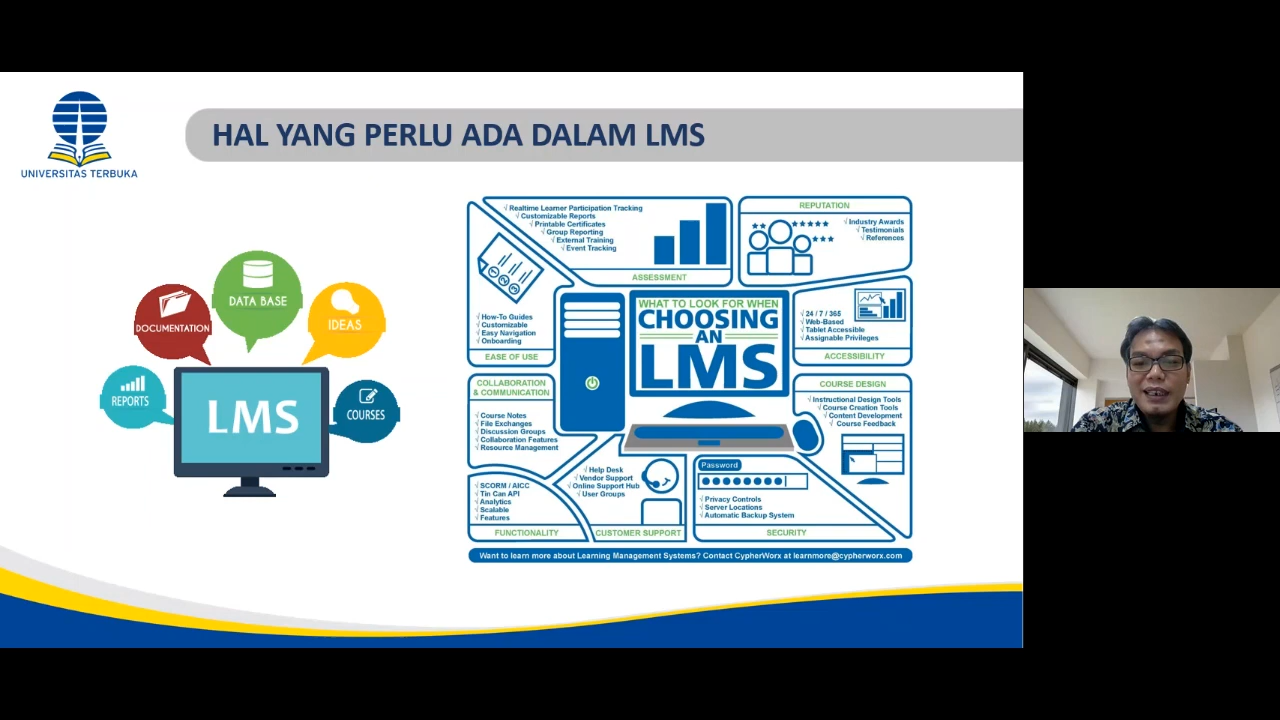 HAL YANG PERLU ADA DALAM LMS
UNIVERSITAS TERBUKA
DOCUMENTATION
DATA BASE
IDEAS
REPORTS
LMS
COURSES
√ Realtime Learner Participation Tracking
√ Customizable Reports
√ Printable Certificates
√ Group Reporting
√ External Training
√ Event Tracking
ASSESSMENT
REPUTATION
√ Industry Awards
√ Testimonials
√ References
1 2 3
√ How-To Guides
√ Customizable
√ Easy Navigation
√ Onboarding
EASE OF USE
WHAT TO LOOK FOR WHEN
CHOOSING
AN
LMS
√ 24 / 7 / 365
√ Web-Based
√ Tablet Accessible
√ Assignable Privileges
ACCESSIBILITY
COLLABORATION
& COMMUNICATION
√ Course Notes
√ File Exchanges
√ Discussion Groups
√ Collaboration Features
√ Resource Management
COURSE DESIGN
√ Instructional Design Tools
√ Course Creation Tools
√ Content Development
√ Course Feedback
√ SCORM / AICC
√ Tin Can API
√ Analytics
√ Scalable
√ Features
FUNCTIONALITY
√ Help Desk
√ Vendor Support
√ Online Support Hub
√ User Groups
CUSTOMER SUPPORT
Password
√ Privacy Controls
√ Server Locations
√ Automatic Backup System
SECURITY
Want to learn more about Learning Management Systems? Contact CypherWorx at learnmore@cypherworx.com